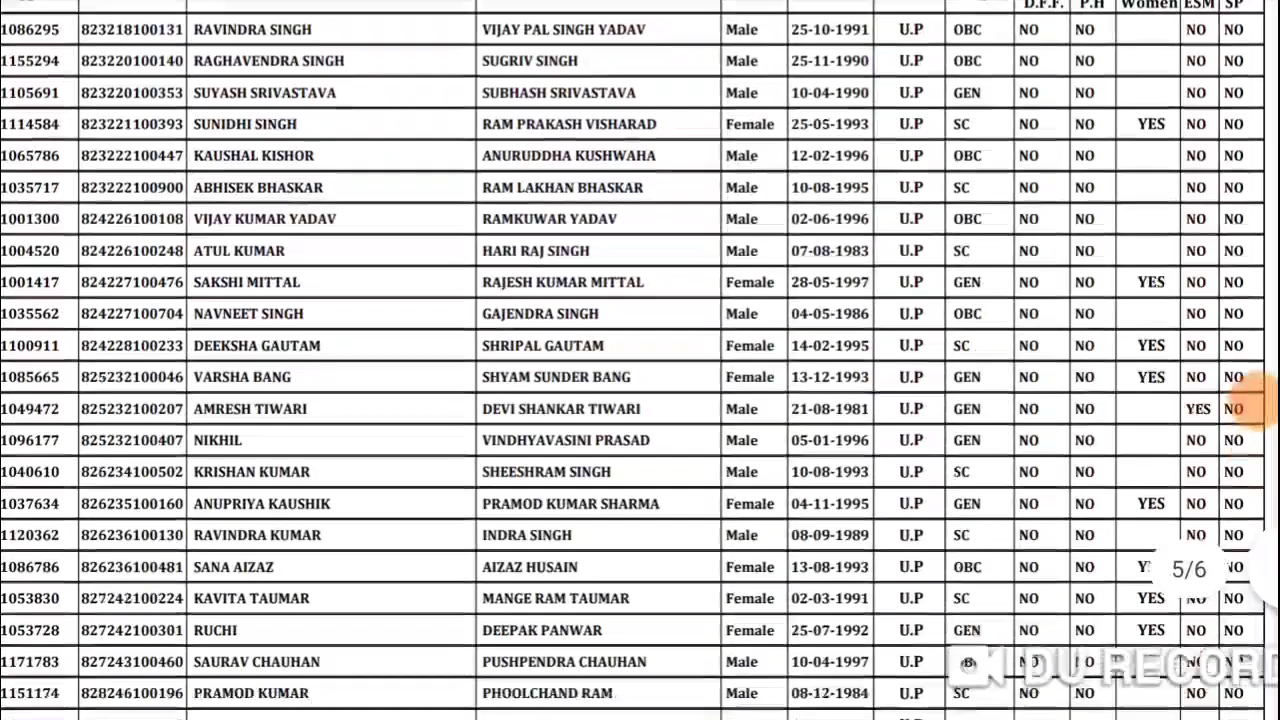 D.F.F. P.H Women ESM SP
1086295 823218100131 RAVINDRA SINGH VIJAY PAL SINGH YADAV Male 25-10-1991 U.P OBC NO NO NO NO
1155294 823220100140 RAGHAVENDRA SINGH SUGRIV SINGH Male 25-11-1990 U.P OBC NO NO NO NO
1105691 823220100353 SUYASH SRIVASTAVA SUBHASH SRIVASTAVA Male 10-04-1990 U.P GEN NO NO NO NO
1114584 823221100393 SUNIDHI SINGH RAM PRAKASH VISHARAD Female 25-05-1993 U.P SC NO NO YES NO NO
1065786 823222100447 KAUSHAL KISHOR ANURUDDHA KUSHWAHA Male 12-02-1996 U.P OBC NO NO NO NO
1035717 823222100900 ABHISEK BHASKAR RAM LAKHAN BHASKAR Male 10-08-1995 U.P SC NO NO NO NO
1001300 824226100108 VIJAY KUMAR YADAV RAMKUWAR YADAV Male 02-06-1996 U.P OBC NO NO NO NO
1004520 824226100248 ATUL KUMAR HARI RAJ SINGH Male 07-08-1983 U.P SC NO NO NO NO
1001417 824227100476 SAKSHI MITTAL RAJESH KUMAR MITTAL Female 28-05-1997 U.P GEN NO NO YES NO NO
1035562 824227100704 NAVNEET SINGH GAJENDRA SINGH Male 04-05-1986 U.P OBC NO NO NO NO
1100911 824228100233 DEEKSHA GAUTAM SHRIPAL GAUTAM Female 14-02-1995 U.P SC NO NO YES NO NO
1085665 825232100046 VARSHA BANG SHYAM SUNDER BANG Female 13-12-1993 U.P GEN NO NO YES NO NO
1049472 825232100207 AMRESH TIWARI DEVI SHANKAR TIWARI Male 21-08-1981 U.P GEN NO NO YES NO
1096177 825232100407 NIKHIL VINDHYAVASINI PRASAD Male 05-01-1996 U.P GEN NO NO NO NO
1040610 826234100502 KRISHAN KUMAR SHEESHRAM SINGH Male 10-08-1993 U.P SC NO NO NO NO
1037634 826235100160 ANUPRIYA KAUSHIK PRAMOD KUMAR SHARMA Female 04-11-1995 U.P GEN NO NO YES NO NO
1120362 826236100130 RAVINDRA KUMAR INDRA SINGH Male 08-09-1989 U.P SC NO NO NO NO
1086786 826236100481 SANA AIZAZ AIZAZ HUSAIN Female 13-08-1993 U.P OBC NO NO 5/6 NO
1053830 827242100224 KAVITA TAUMAR MANGE RAM TAUMAR Female 02-03-1991 U.P SC NO NO YES NO NO
1053728 827242100301 RUCHI DEEPAK PANWAR Female 25-07-1992 U.P GEN NO NO YES NO NO
1171783 827243100460 SAURAV CHAUHAN PUSHPENDRA CHAUHAN Male 10-04-1997 U.P OBC NO NO NO NO
DU RECORD
1151174 828246100196 PRAMOD KUMAR PHOOLCHAND RAM Male 08-12-1984 U.P SC NO NO NO NO